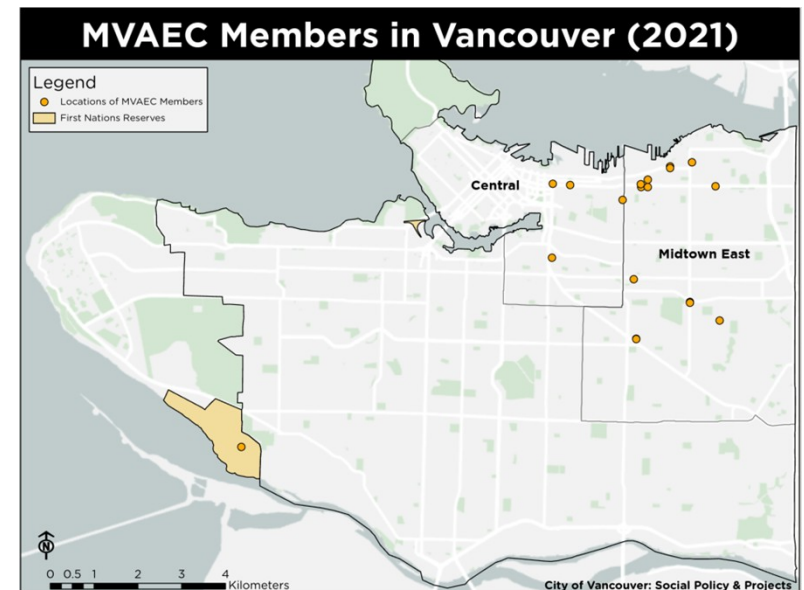 MVAEC Members in Vancouver (2021)
Legend
Locations of MVAEC Members
First Nations Reserves
Central
Midtown East
0 0.5 1 2 3 4
Kilometers
City of Vancouver: Social Policy & Projects